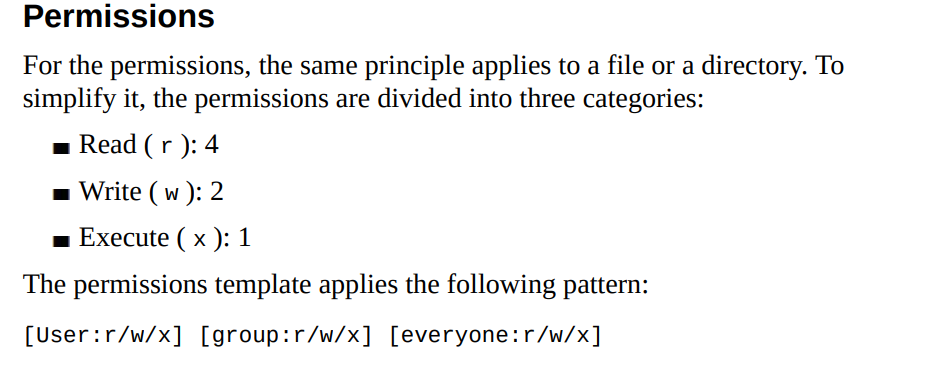 Permissions
For the permissions, the same principle applies to a file or a directory. To
simplify it, the permissions are divided into three categories:
■ Read ( r ): 4
■ Write ( w ): 2
■ Execute ( x ): 1
The permissions template applies the following pattern:
[User:r/w/x] [group:r/w/x] [everyone:r/w/x]